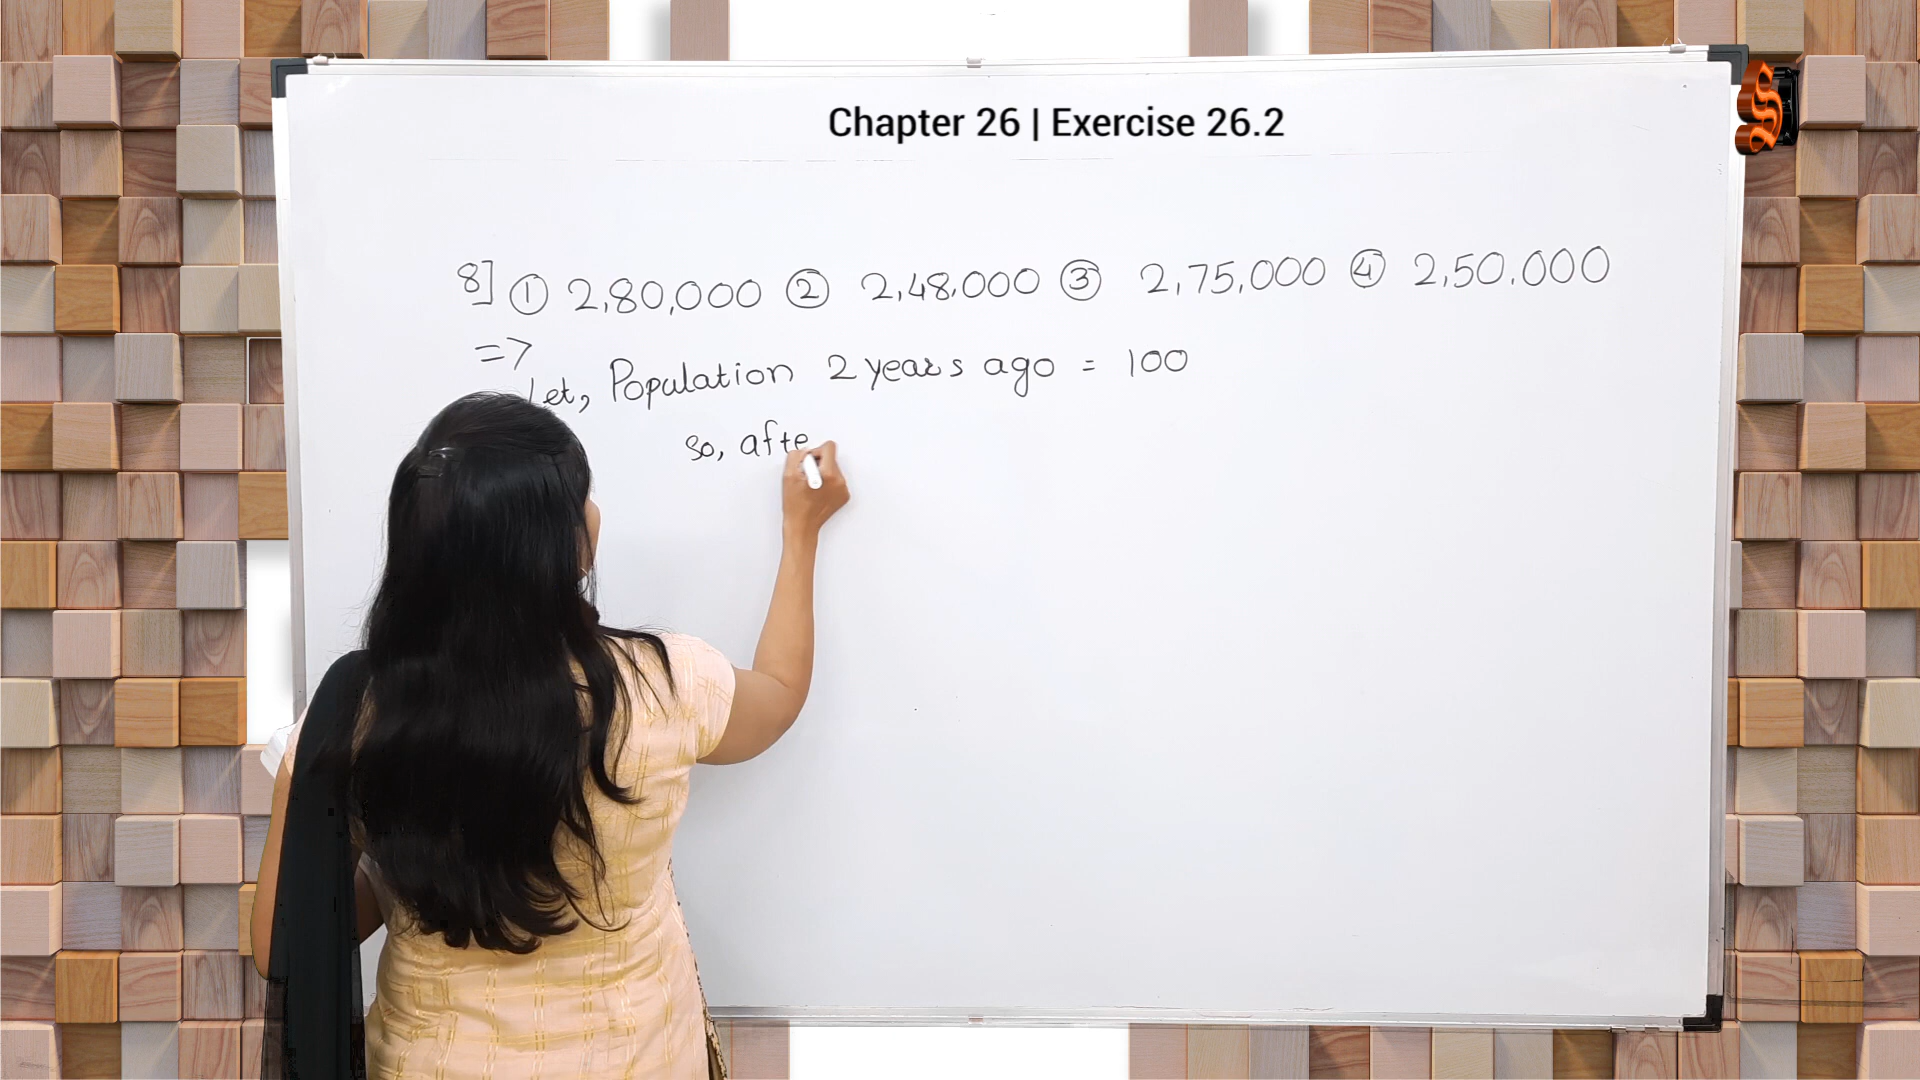 Chapter 26 | Exercise 26.2
8] ① 2,80,000 ② 2,48,000 ③ 2,75,000 ④ 2,50,000
=>
Let, Population 2 years ago = 100
so, afte